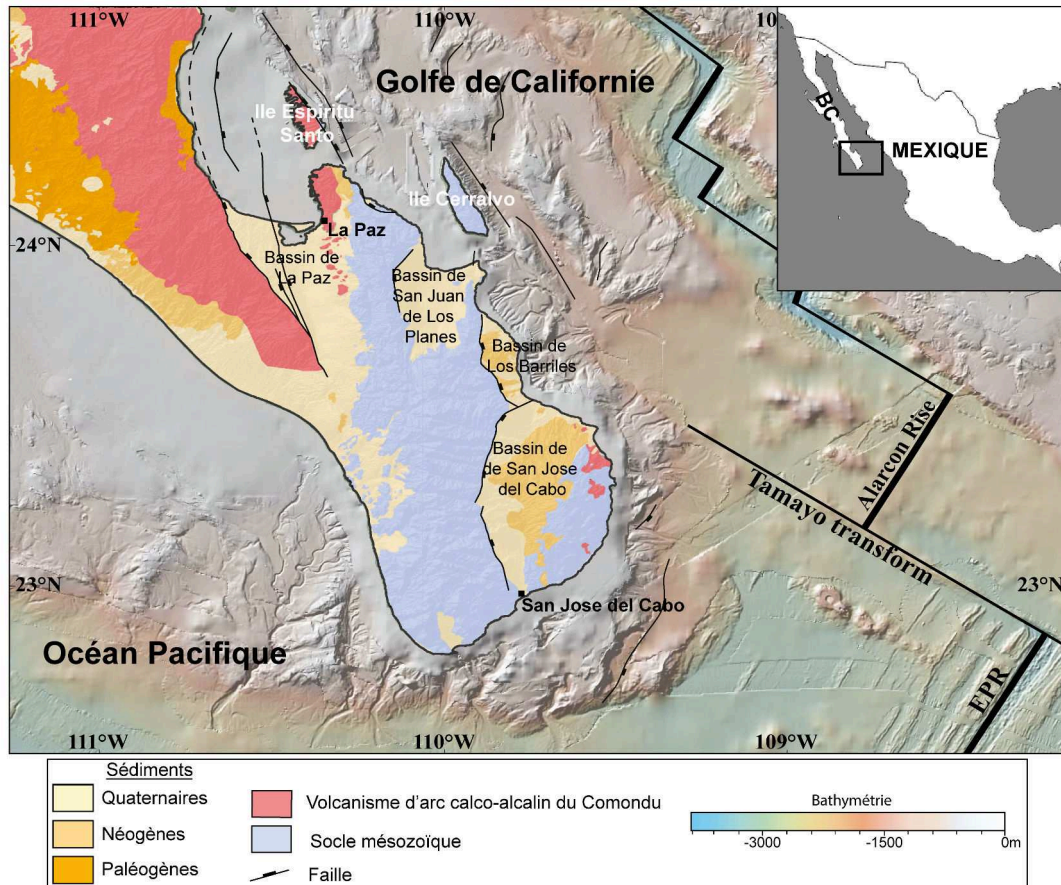 111°W
110°W
10
Golfe de Californie
Ile Espiritu
Santo
BC
MEXIQUE
Ile Cerralvo
La Paz
24°N
Bassin de
La Paz
Bassin de
San Juan
de Los
Planes
Bassin de
Los Barriles
Alarcon Rise
Bassin de
de San Jose
del Cabo
Tamayo transform
23°N
23°N
San Jose del Cabo
Océan Pacifique
EPR
111°W
110°W
109°W
Sédiments
Quaternaires
Néogènes
Paléogènes
Volcanisme d'arc calco-alcalin du Comondu
Socle mésozoïque
Faille
Bathymétrie
-3000
-1500
0m